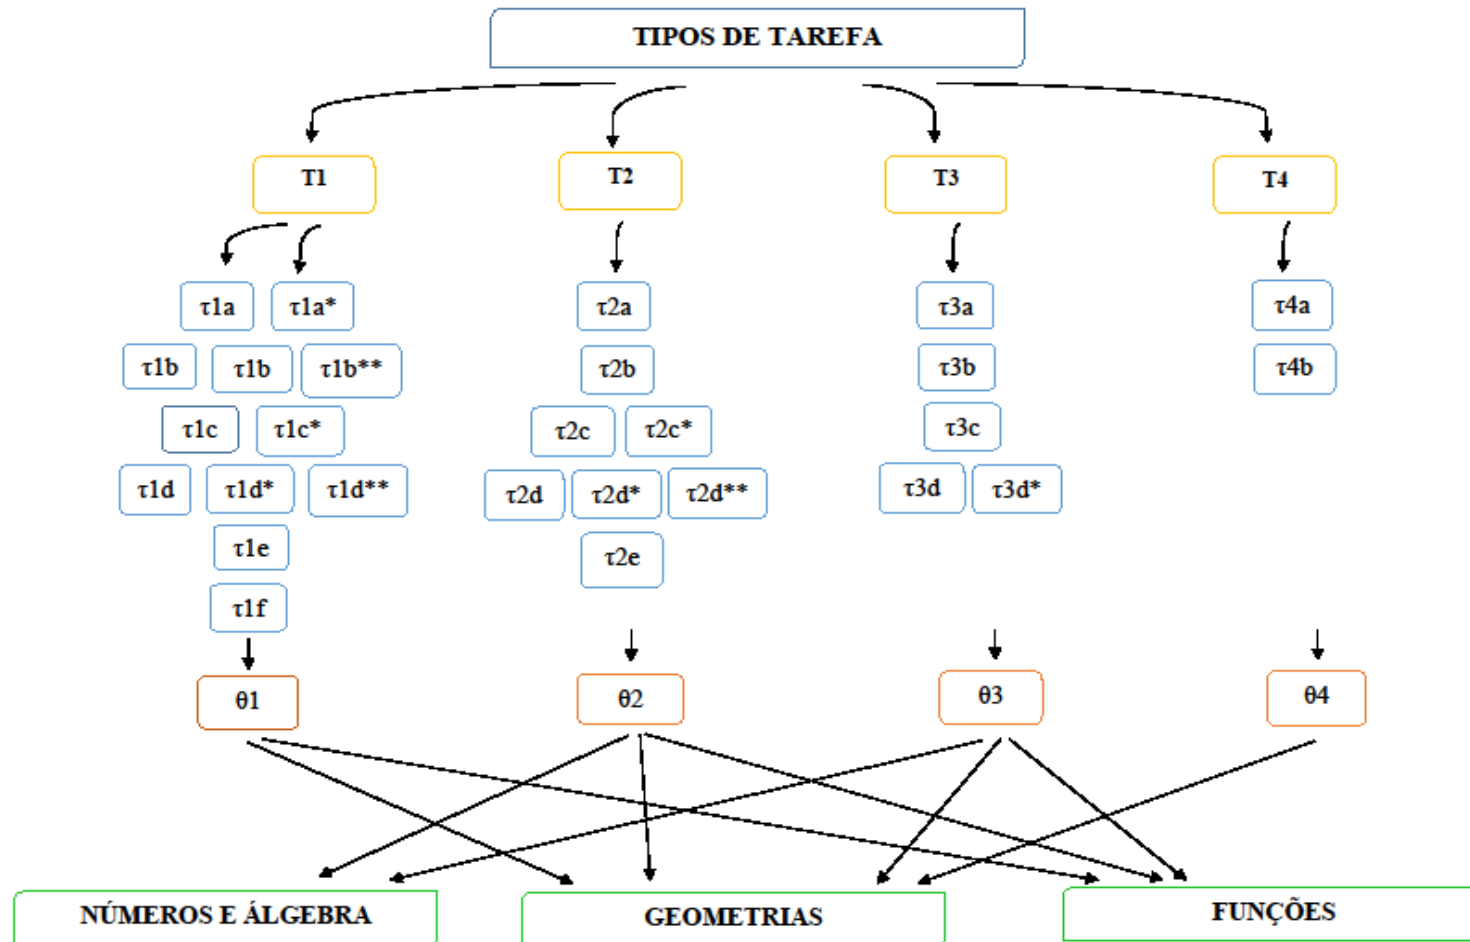 TIPOS DE TAREFA
T1 T2 T3 T4
τ1a τ1a* τ2a τ3a τ4a
τ1b τ1b τ1b** τ2b τ3b τ4b
τ1c τ1c* τ2c τ2c* τ3c
τ1d τ1d* τ1d** τ2d τ2d* τ2d** τ3d τ3d*
τ1e τ2e
τ1f
θ1 θ2 θ3 θ4
NÚMEROS E ÁLGEBRA GEOMETRIAS FUNÇÕES